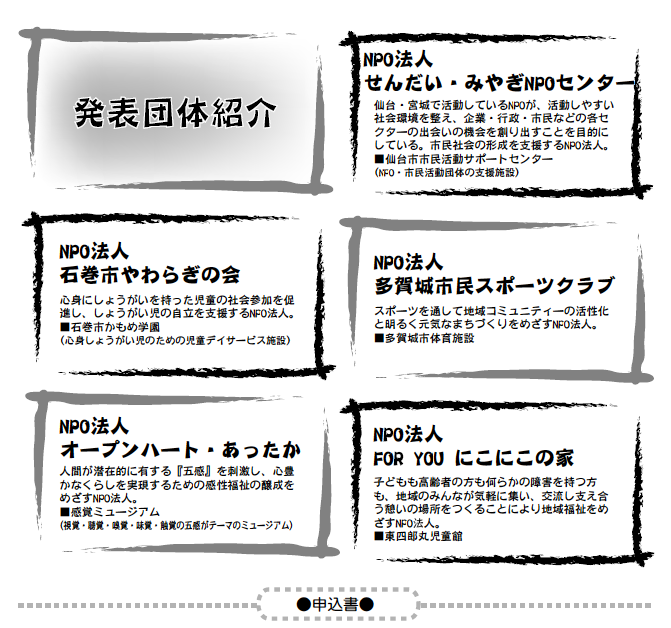 発表団体紹介
NPO法人
せんだい・みやぎNPOセンター
仙台・宮城で活動しているNPOが、活動しやすい
社会環境を整え、企業・行政・市民などの各セ
クターの出会いの機会を創り出すことを目的に
している。市民社会の形成を支援するNPO法人。
■仙台市市民活動サポートセンター
(NFO・市民活動団体の支援施設)
NPO法人
石巻市やわらぎの会
心身にしょうがいを持った児童の社会参加を促
進し、しょうがい児の自立を支援するNFO法人。
■石巻市かもめ学園
(心身しょうがい児のための児童デイサービス施設)
NPO法人
多賀城市民スポーツクラブ
スポーツを通して地域コミュニティーの活性化
と明るく元気なまちづくりをめざすNFO法人。
■多賀城市体育施設
NPO法人
オープンハート・あったか
人間が潜在的に有する『五感』を刺激し、心豊
かなくらしを実現するための感性福祉の醸成を
めざすNPO法人。
■感覚ミュージアム
(視覚・聴覚・嗅覚・味覚・触覚の五感がテーマのミュージアム)
NPO法人
FOR YOU にこにこの家
子どもも高齢者の方も何らかの障害を持つ方
も、地域のみんなが気軽に集い、交流し支え合
う憩いの場所をつくることにより地域福祉をめ
ざすNFO法人。
■東四郎丸児童館
●申込書●